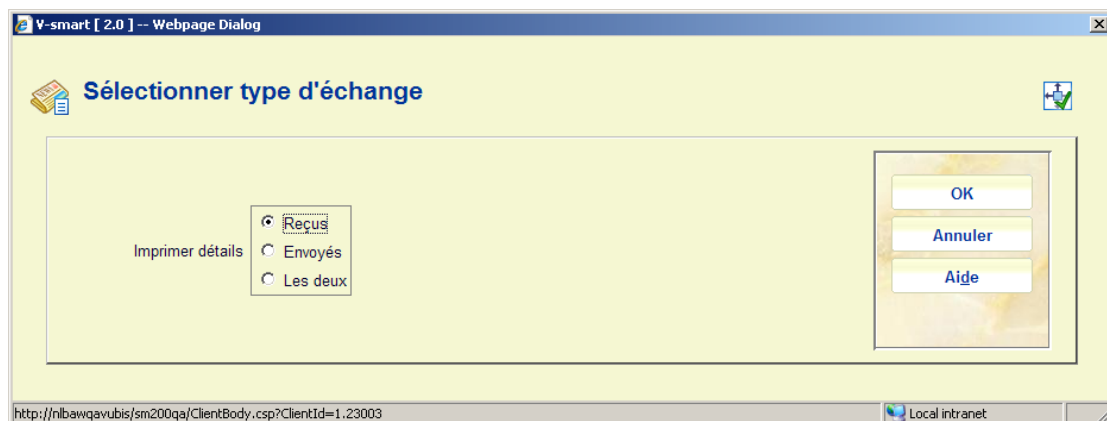 V-smart [ 2.0 ] -- Webpage Dialog
Sélectionner type d'échange
Imprimer détails
Reçus
Envoyés
Les deux
OK
Annuler
Aide
http://nlbawqavubis/sm200qa/ClientBody.csp?ClientId=1.23003
Local intranet